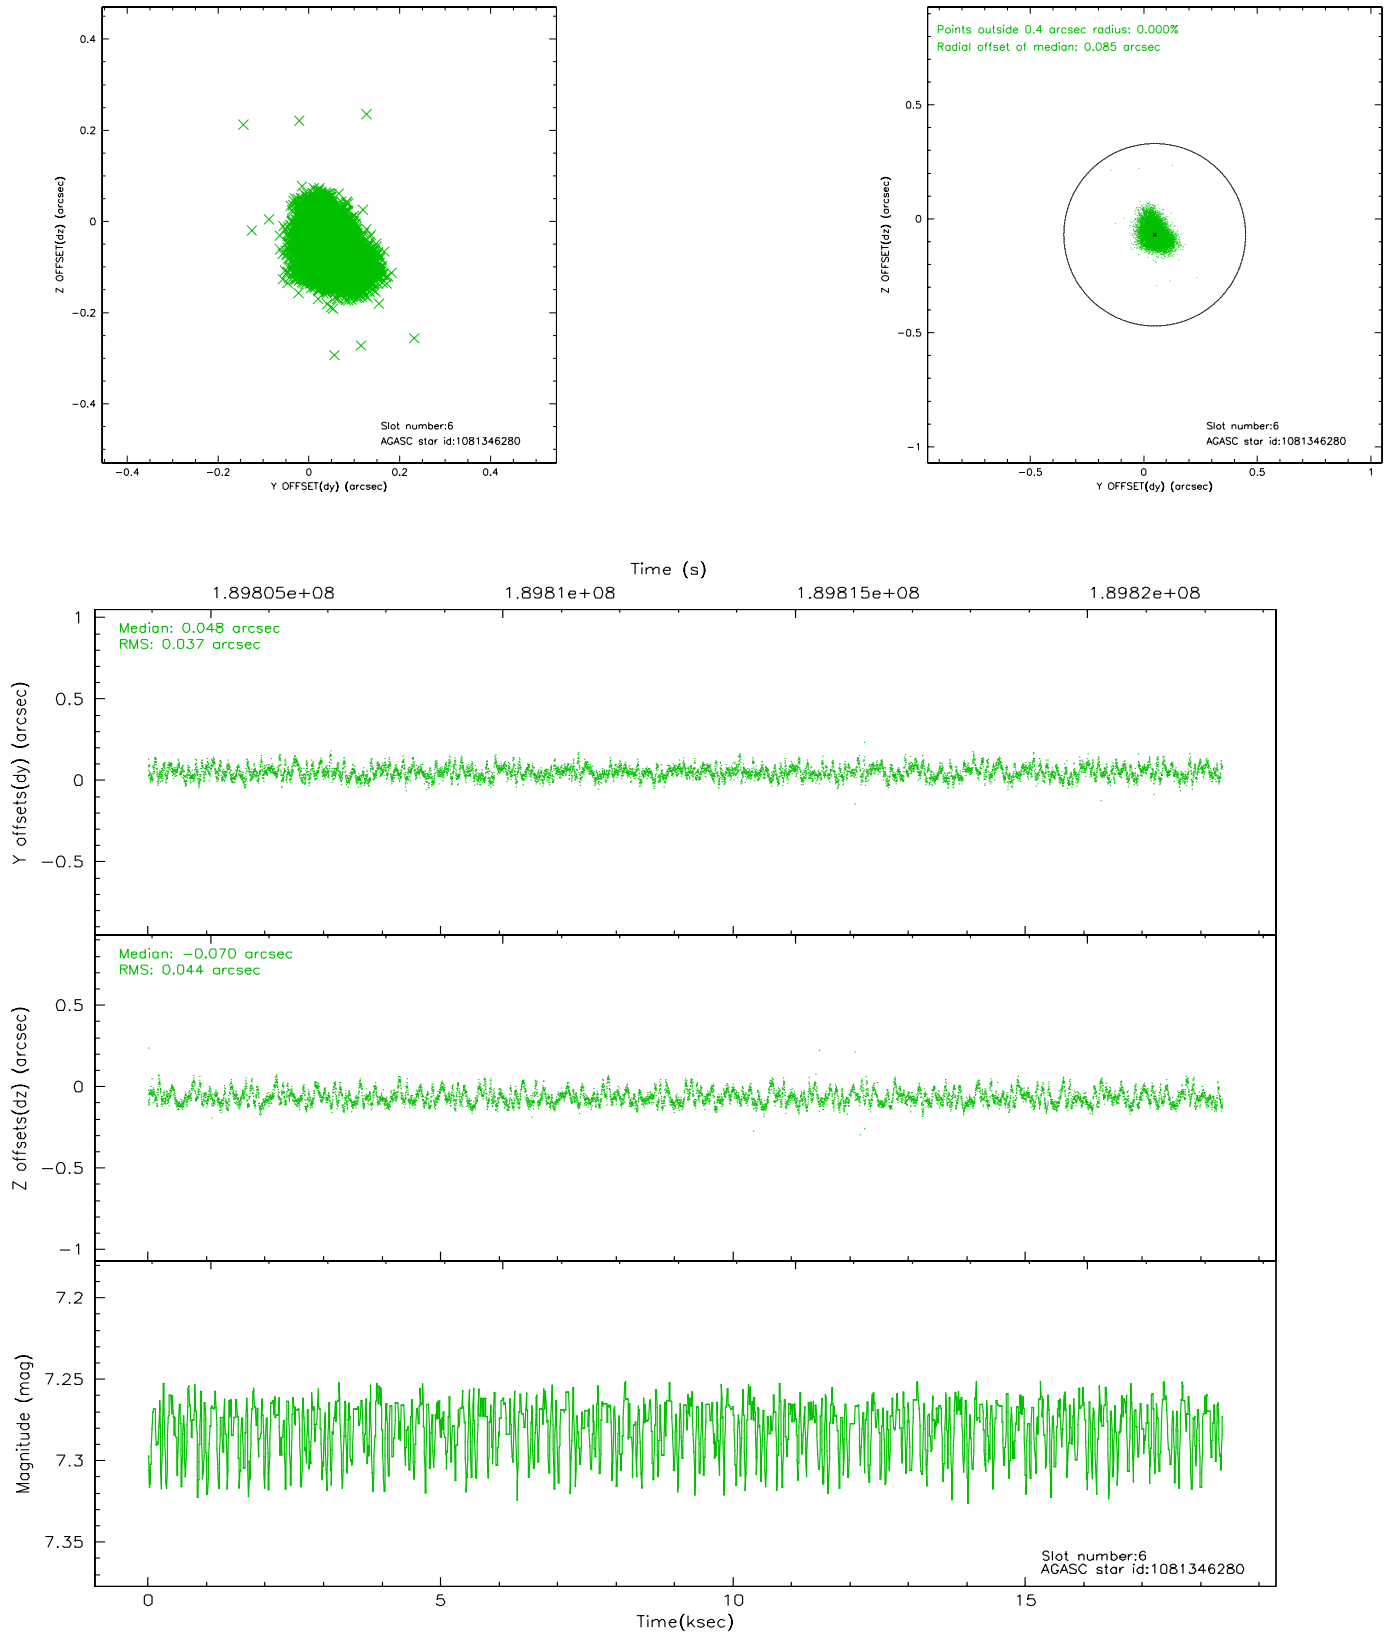 0.4
0.2
0
−0.2
−0.4
Z OFFSET(dz) (arcsec)
Slot number:6
AGASC star id:1081346280
−0.4
−0.2
0
0.2
0.4
Y OFFSET(dy) (arcsec)
Points outside 0.4 arcsec radius: 0.000%
Radial offset of median: 0.085 arcsec
0.5
0
−0.5
−1
Z OFFSET(dz) (arcsec)
Slot number:6
AGASC star id:1081346280
−0.5
0
0.5
1
Y OFFSET(dy) (arcsec)
Time (s)
1.89805e+08
1.8981e+08
1.89815e+08
1.8982e+08
Median: 0.048 arcsec
RMS: 0.037 arcsec
1
0.5
0
−0.5
Y offsets(dy) (arcsec)
Median: −0.070 arcsec
RMS: 0.044 arcsec
0.5
0
−0.5
−1
Z offsets(dz) (arcsec)
7.2
7.25
7.3
7.35
Magnitude (mag)
Slot number:6
AGASC star id:1081346280
0
5
10
15
Time(ksec)